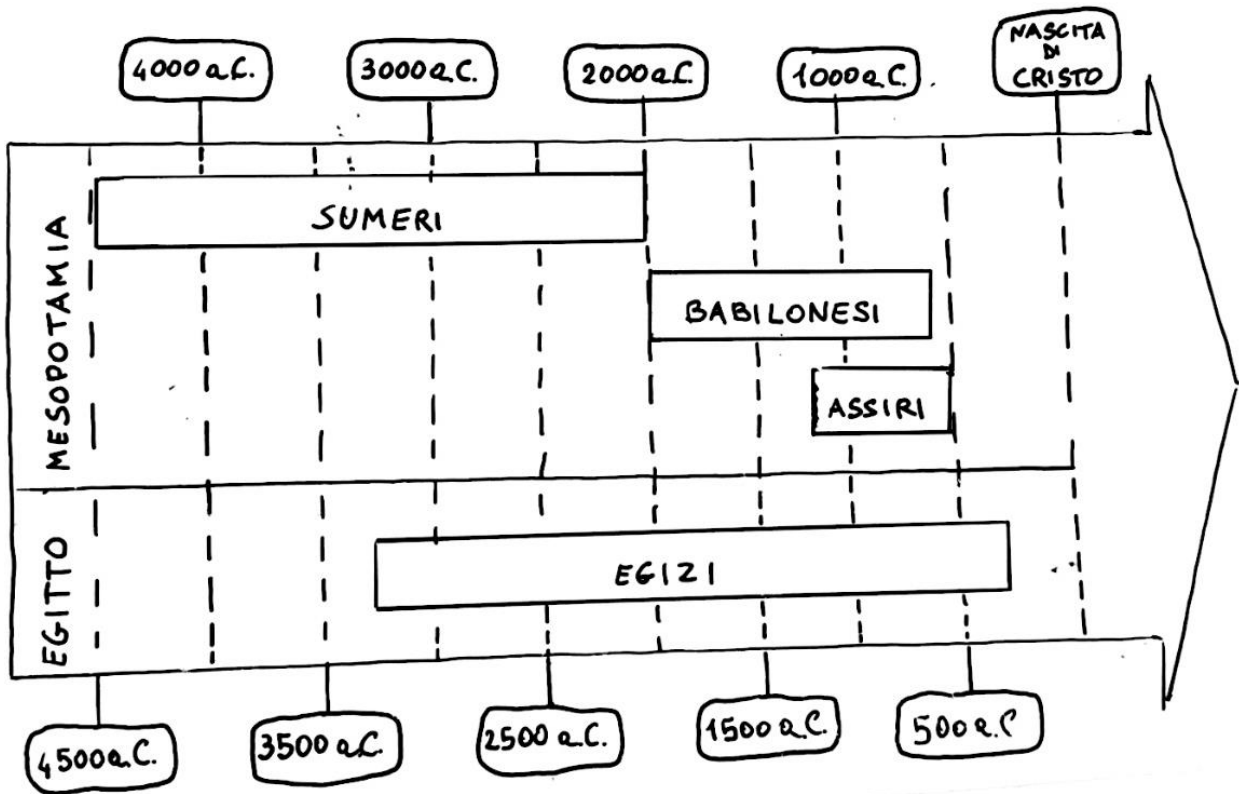 4000 a.C.
3000 a.C.
2000 a.C.
1000 a.C.
NASCITA
DI
CRISTO
MESOPOTAMIA
SUMERI
BABILONESI
ASSIRI
EGITTO
EGIZI
4500 a.C.
3500 a.C.
2500 a.C.
1500 a.C.
500 a.C